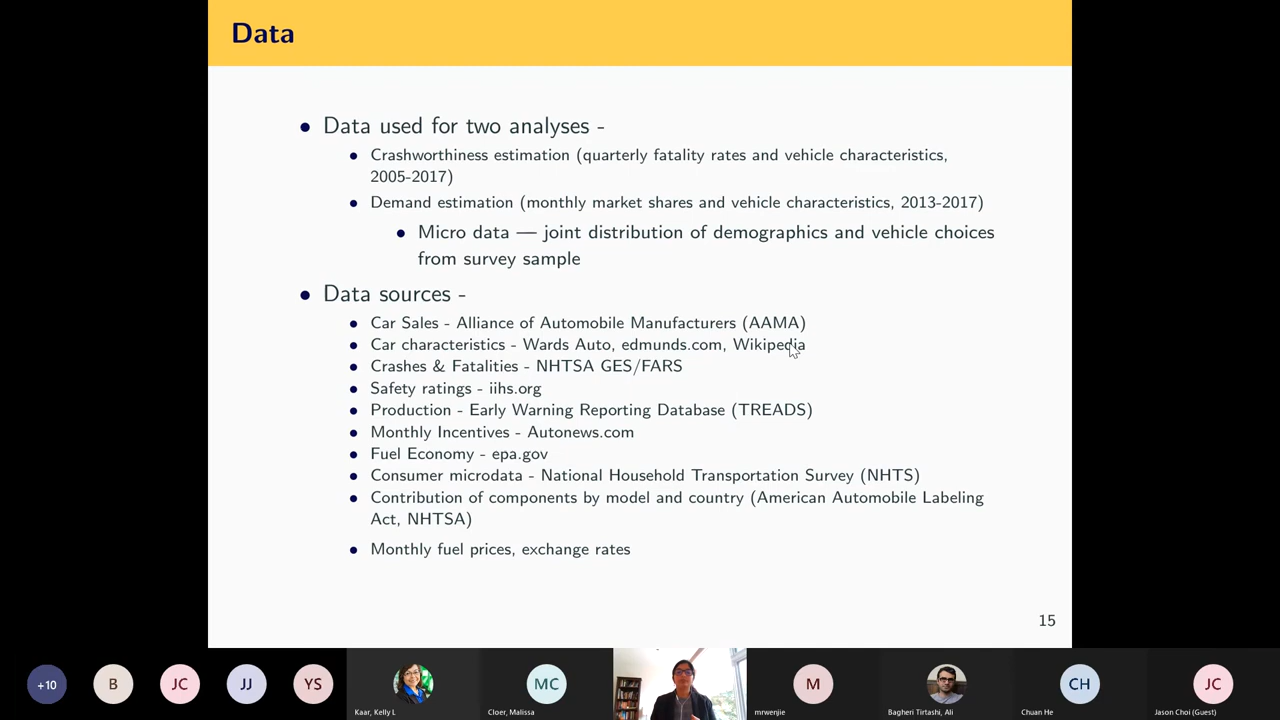 Data
Data used for two analyses -
Crashworthiness estimation (quarterly fatality rates and vehicle characteristics,
2005-2017)
Demand estimation (monthly market shares and vehicle characteristics, 2013-2017)
Micro data — joint distribution of demographics and vehicle choices
from survey sample
Data sources -
Car Sales - Alliance of Automobile Manufacturers (AAMA)
Car characteristics - Wards Auto, edmunds.com, Wikipedia
Crashes & Fatalities - NHTSA GES/FARS
Safety ratings - iihs.org
Production - Early Warning Reporting Database (TREADS)
Monthly Incentives - Autonews.com
Fuel Economy - epa.gov
Consumer microdata - National Household Transportation Survey (NHTS)
Contribution of components by model and country (American Automobile Labeling
Act, NHTSA)
Monthly fuel prices, exchange rates
15
+10 B JC JJ YS MC M CH JC
Kaar, Kelly L Cloer, Malissa mrwenjie Bagheri Tirtashi, Ali Chuan He Jason Choi (Guest)